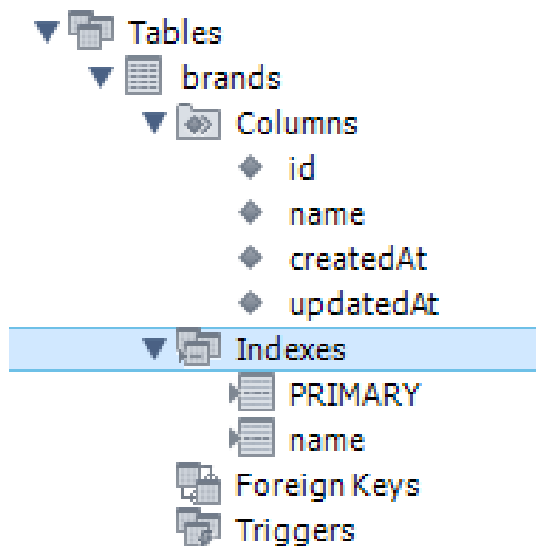 Tables
brands
Columns
id
name
createdAt
updatedAt
Indexes
PRIMARY
name
Foreign Keys
Triggers